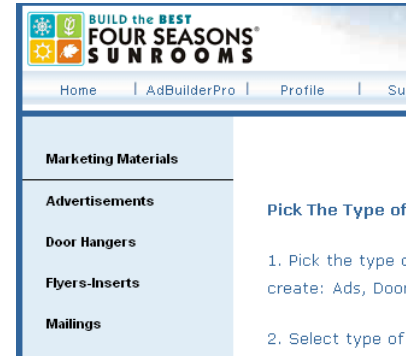 BUILD the BEST
FOUR SEASONS®
SUNROOMS
Home | AdBuilderPro | Profile | Su
Marketing Materials
Advertisements
Door Hangers
Flyers-Inserts
Mailings
Pick The Type of
1. Pick the type
create: Ads, Door
2. Select type of